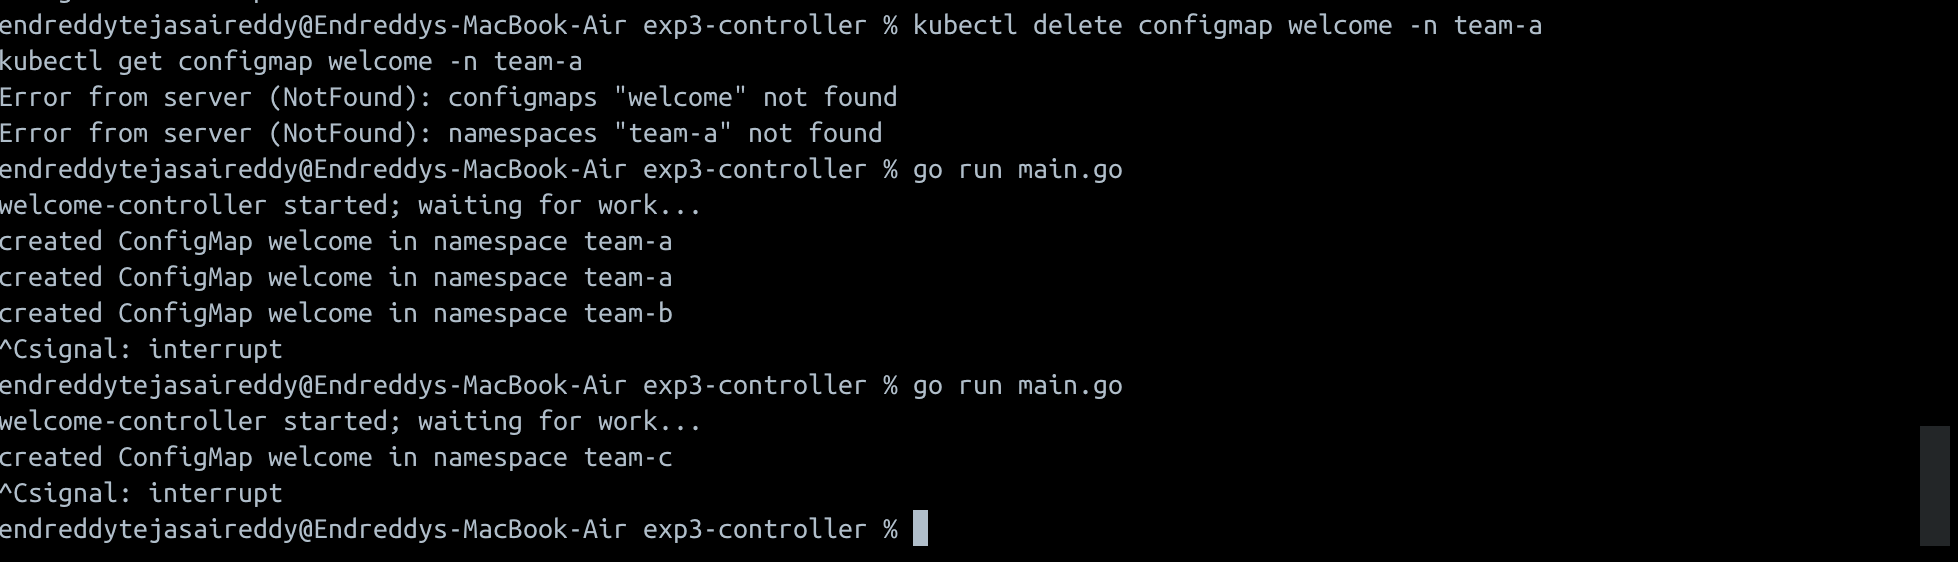 endreddytejasaireddy@Endreddys-MacBook-Air exp3-controller % kubectl delete configmap welcome -n team-a
kubectl get configmap welcome -n team-a
Error from server (NotFound): configmaps "welcome" not found
Error from server (NotFound): namespaces "team-a" not found
endreddytejasaireddy@Endreddys-MacBook-Air exp3-controller % go run main.go
welcome-controller started; waiting for work...
created ConfigMap welcome in namespace team-a
created ConfigMap welcome in namespace team-a
created ConfigMap welcome in namespace team-b
^Csignal: interrupt
endreddytejasaireddy@Endreddys-MacBook-Air exp3-controller % go run main.go
welcome-controller started; waiting for work...
created ConfigMap welcome in namespace team-c
^Csignal: interrupt
endreddytejasaireddy@Endreddys-MacBook-Air exp3-controller %